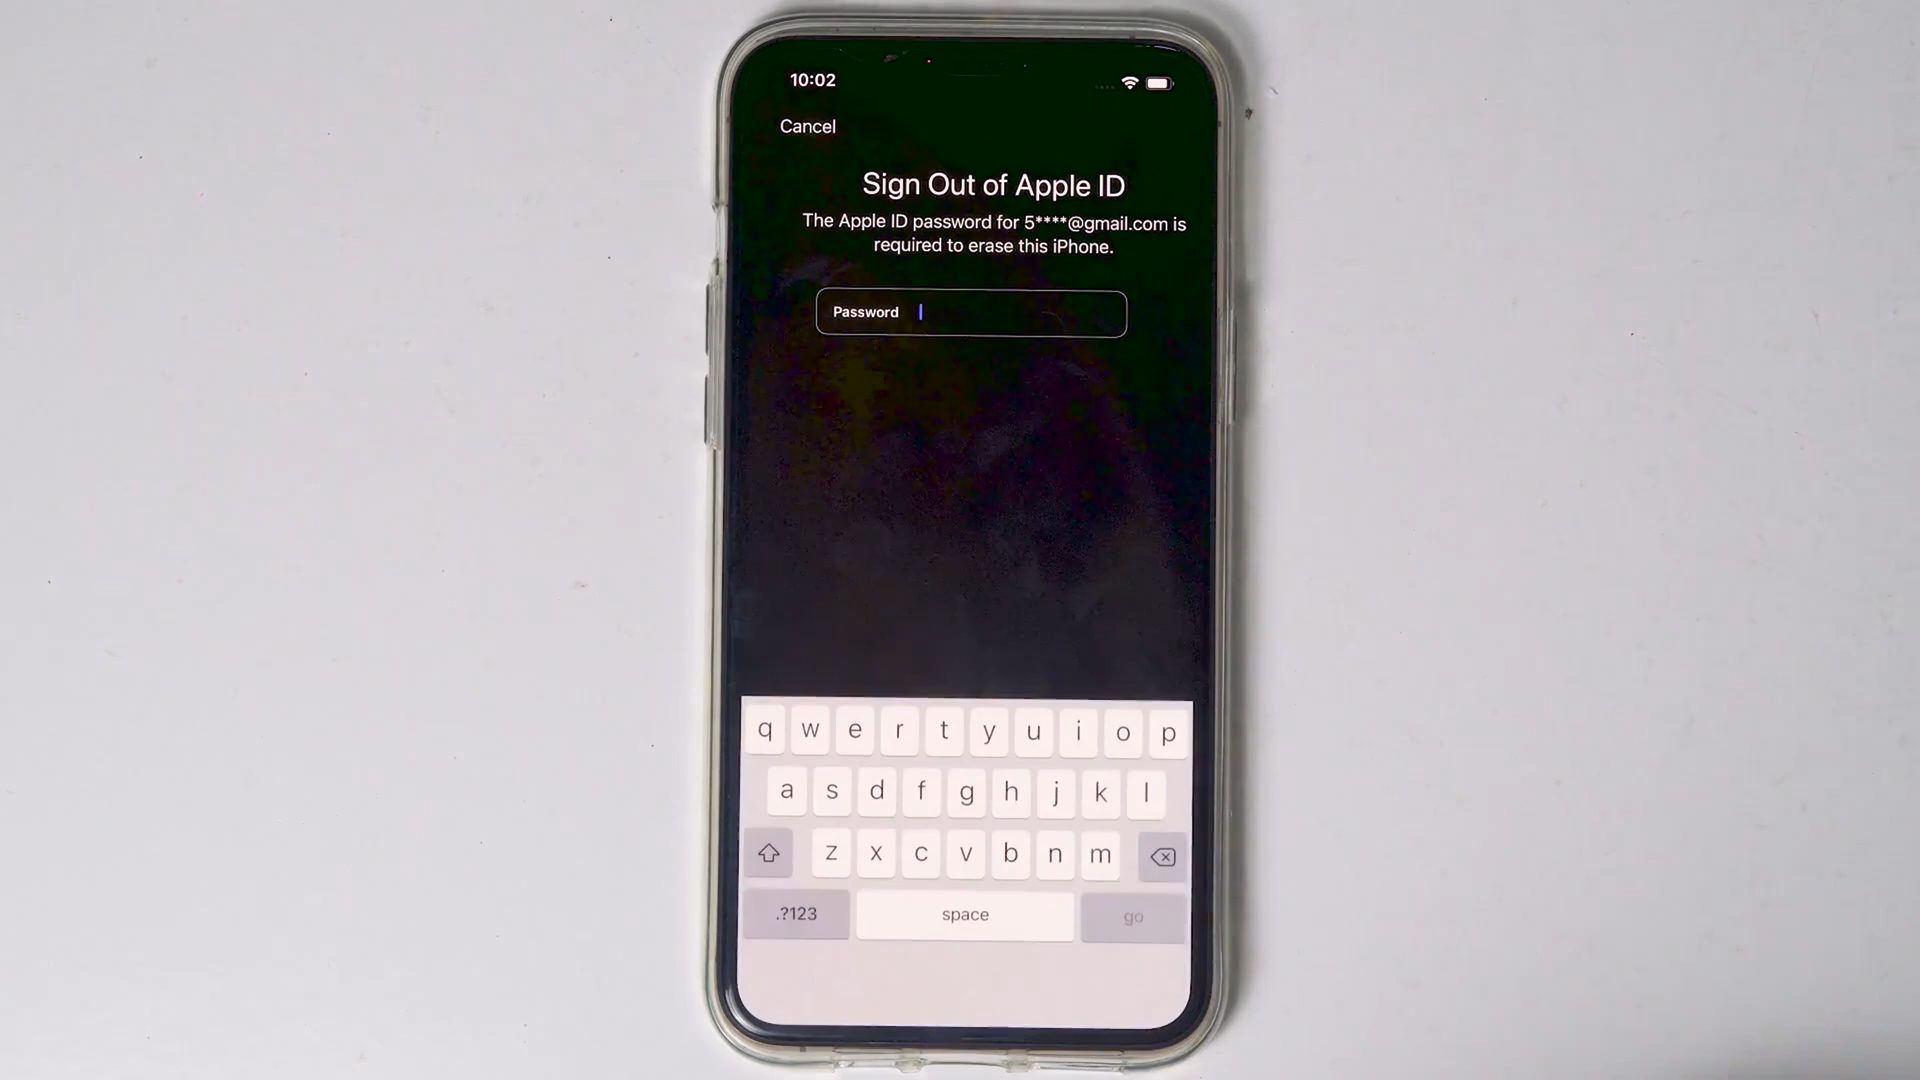 10:02
Cancel
Sign Out of Apple ID
The Apple ID password for 5****@gmail.com is
required to erase this iPhone.
Password
q w e r t y u i o p
a s d f g h j k l
z x c v b n m
.?123 space go